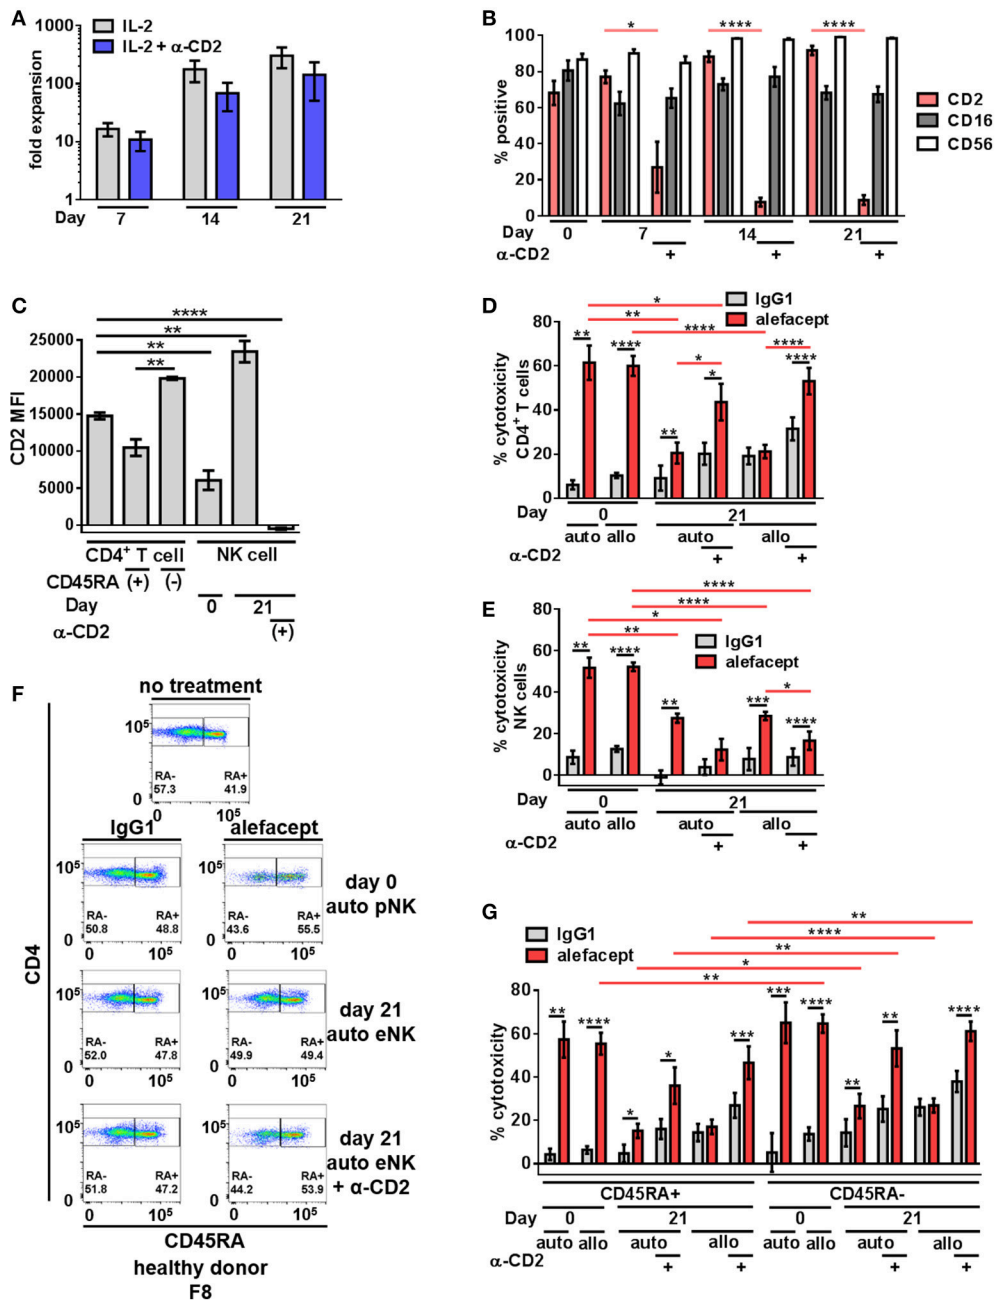 A
IL-2
IL-2 + α-CD2
fold expansion
1000
100
10
1
Day 7 14 21
B
CD2
CD16
CD56
% positive
100
80
60
40
20
0
* **** ****
Day 0 7 14 21
α-CD2 + + +
C
****
**
**
**
CD2 MFI
25000
20000
15000
10000
5000
0
CD4+ T cell NK cell
CD45RA (+) (-)
Day 0 21
α-CD2 (+)
D
IgG1
alefacept
% cytotoxicity
CD4+ T cells
80
60
40
20
0
*
**
****
* ****
** **** ** * ****
Day 0 21
auto allo auto allo
α-CD2 + +
E
IgG1
alefacept
% cytotoxicity
NK cells
60
40
20
0
****
****
*
**
*
** **** ** *** ****
Day 0 21
auto allo auto allo
α-CD2 + +
F
no treatment
10⁵
0
RA- RA+
57.3 41.9
0 10⁵
IgG1 alefacept
10⁵ 10⁵
RA- RA+ RA- RA+
50.8 48.8 43.6 55.5
0 0
0 10⁵ 0 10⁵
day 0
auto pNK
10⁵ 10⁵
RA- RA+ RA- RA+
52.0 47.8 49.9 49.4
0 0
0 10⁵ 0 10⁵
day 21
auto eNK
10⁵ 10⁵
RA- RA+ RA- RA+
51.8 47.2 44.2 53.9
0 0
0 10⁵ 0 10⁵
day 21
auto eNK
+ α-CD2
CD4
CD45RA
healthy donor
F8
G
IgG1
alefacept
% cytotoxicity
80
60
40
20
0
**
****
**
*
**
** **** * * *** *** **** ** ** ****
CD45RA+ CD45RA-
Day 0 21 0 21
auto allo auto allo auto allo auto allo
α-CD2 + + + +